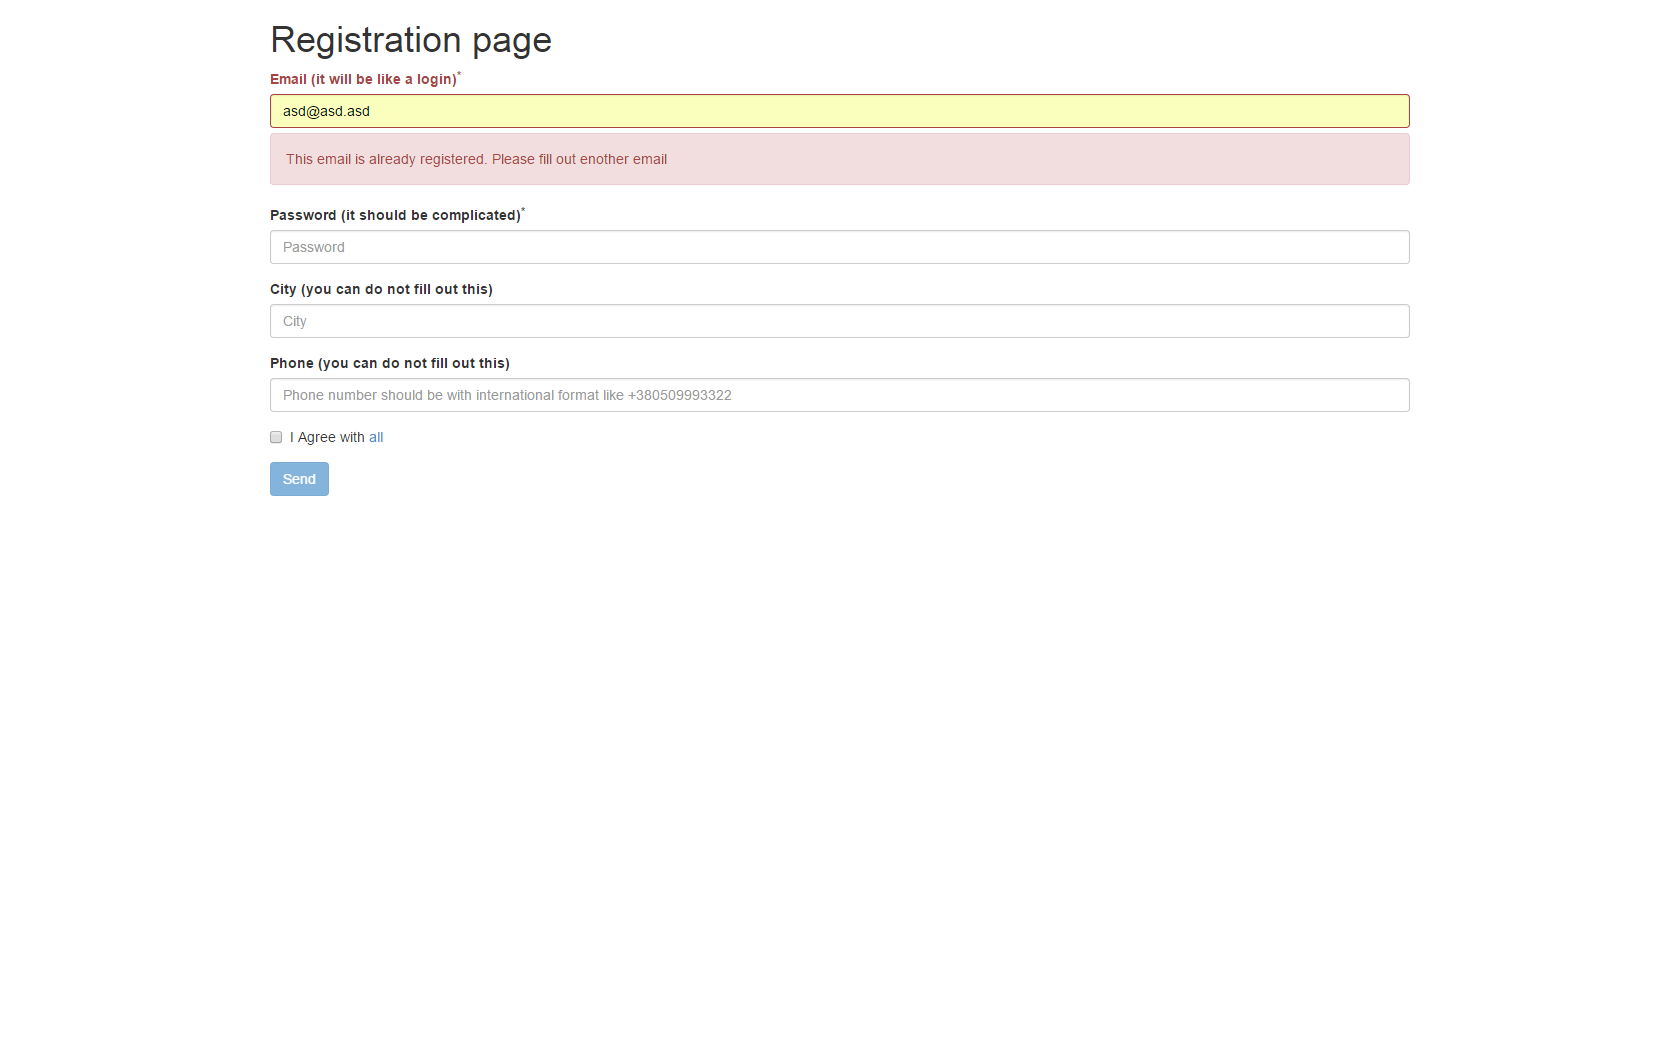 Registration page
Email (it will be like a login)*
asd@asd.asd
This email is already registered. Please fill out enother email
Password (it should be complicated)*
Password
City (you can do not fill out this)
City
Phone (you can do not fill out this)
Phone number should be with international format like +380509993322
I Agree with all
Send